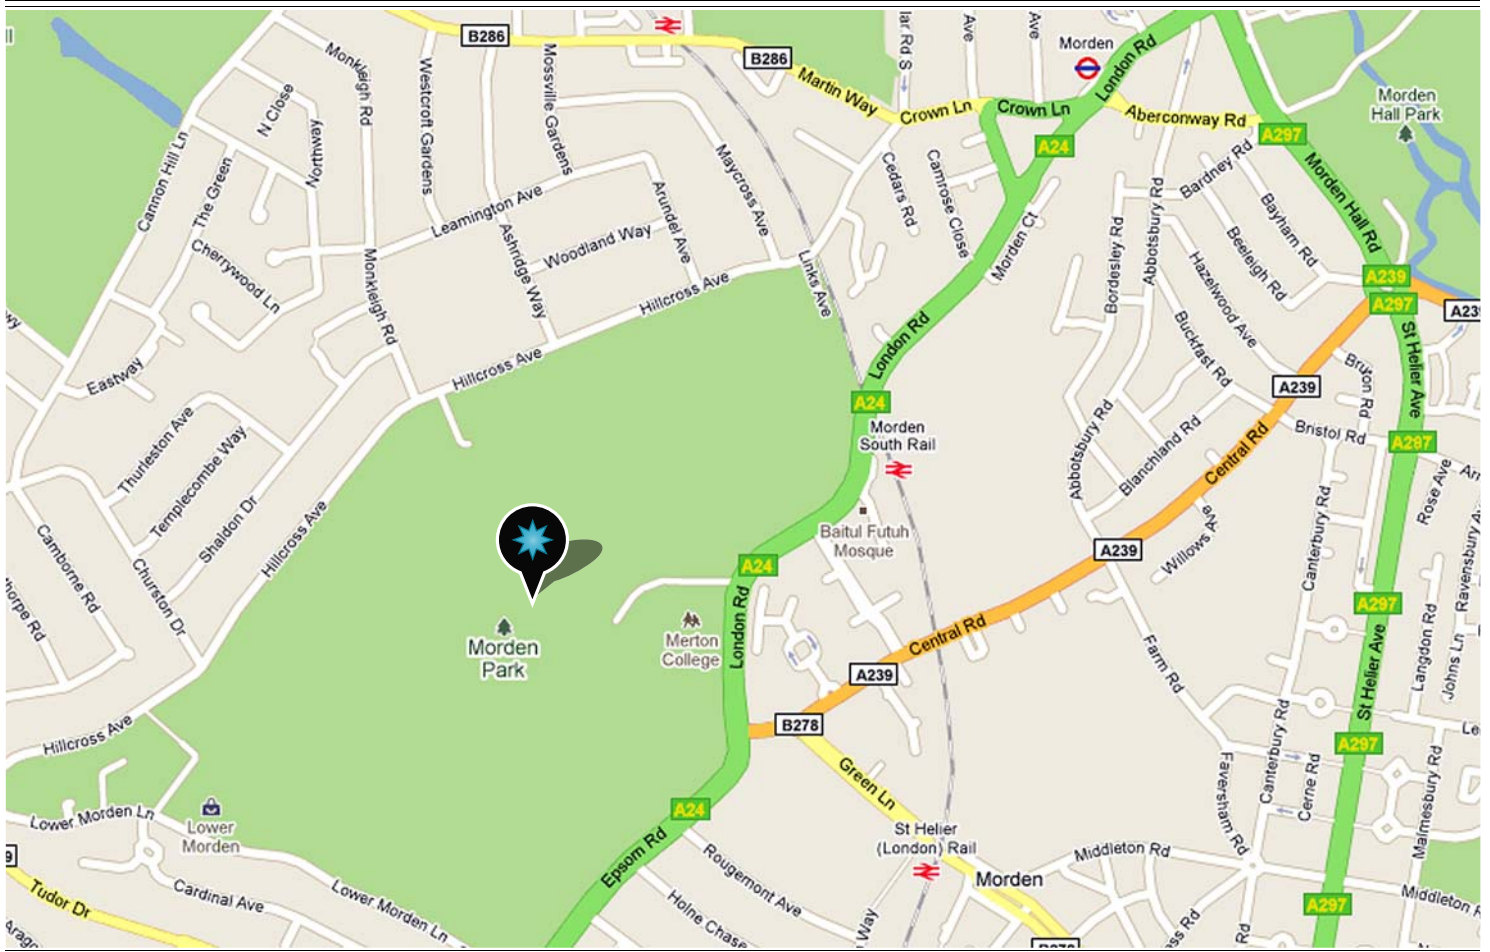 B286
B286
Martin Way
Crown Ln
Crown Ln
Morden
London Rd
Aberconway Rd
A24
A297
Morden
Hall Park
Monkleigh Rd
Westcroft Gardens
Mossville Gardens
N Close
Northway
Cannon Hill Ln
The Green
Cherrywood Ln
Leamington Ave
Ashridge Way
Woodland Way
Arundel Ave
Maycross Ave
Hillcross Ave
Links Ave
Monkleigh Rd
Cedars Rd
Camrose Close
Morden Ct
Bordesley Rd
Abbotsbury Rd
Bardney Rd
Bayham Rd
Beeleigh Rd
Hazelwood Ave
Buckfast Rd
Morden Hall Rd
A239
A297
St Helier Ave
Eastway
Hillcross Ave
London Rd
A24
Morden
South Rail
A239
Bruton Rd
Bristol Rd
A297
Thurleston Ave
Templecombe Way
Shaldon Dr
Hillcross Ave
Abbotsbury Rd
Blanchland Rd
Central Rd
Rose Ave
Camborne Rd
Churston Dr
Baitul Futuh
Mosque
A24
A239
Willows Ave
Canterbury Rd
A297
Morden
Park
Merton
College
London Rd
Central Rd
A239
B278
Farm Rd
St Helier Ave
Langdon Rd
A297
Hillcross Ave
Green Ln
Canterbury Rd
Cerne Rd
Faversham Rd
Malmesbury Rd
Lower Morden Ln
Lower
Morden
A24
Epsom Rd
St Helier
(London) Rail
Morden
Middleton Rd
Middleton
Tudor Dr
Cardinal Ave
Lower Morden Ln
Rougemont Ave
Holne Chase
Way
A297
Rd